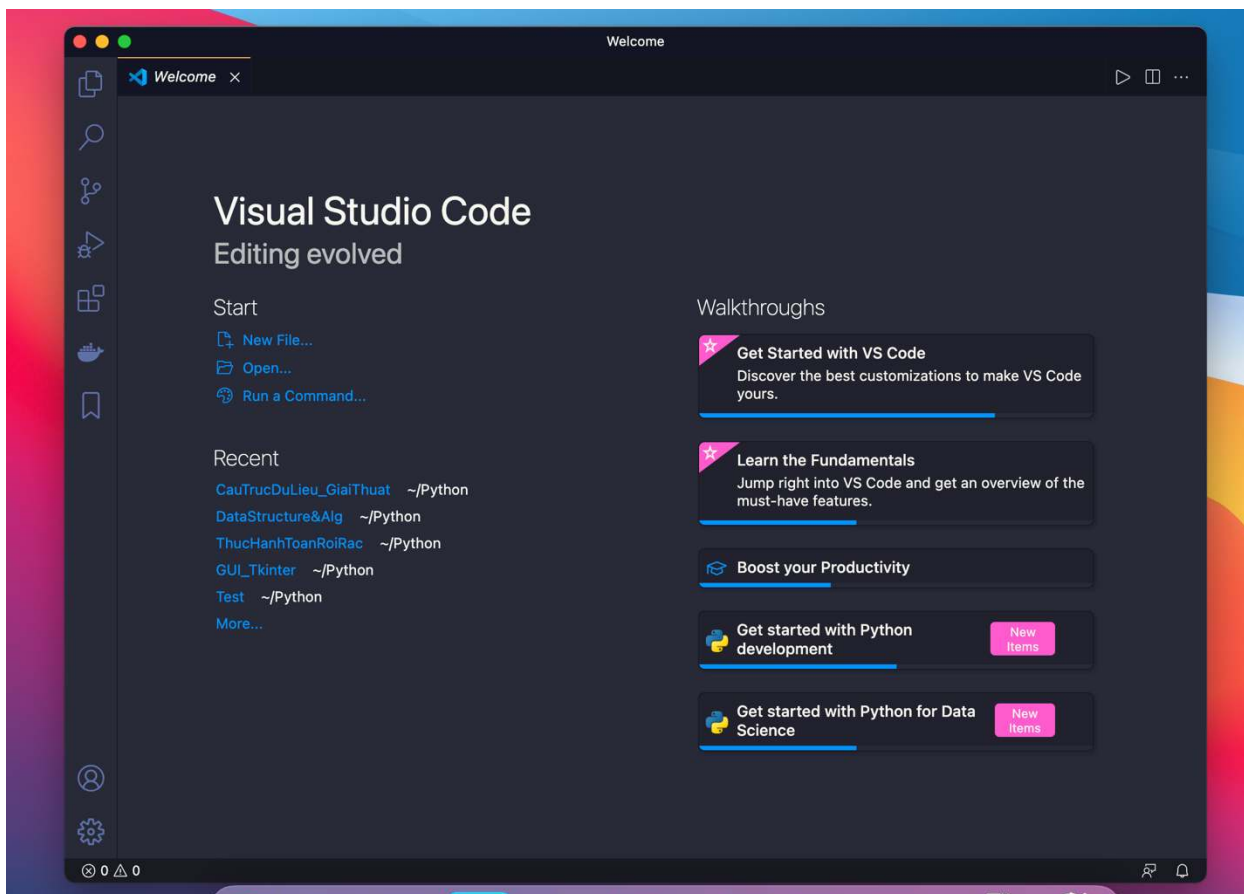 Welcome
Welcome
Visual Studio Code
Editing evolved
Start
New File...
Open...
Run a Command...
Recent
CauTrucDuLieu_GiaiThuat ~/Python
DataStructure&Alg ~/Python
ThucHanhToanRoiRac ~/Python
GUI_Tkinter ~/Python
Test ~/Python
More...
Walkthroughs
Get Started with VS Code
Discover the best customizations to make VS Code
yours.
Learn the Fundamentals
Jump right into VS Code and get an overview of the
must-have features.
Boost your Productivity
Get started with Python
development
New
Items
Get started with Python for Data
Science
New
Items
0 0